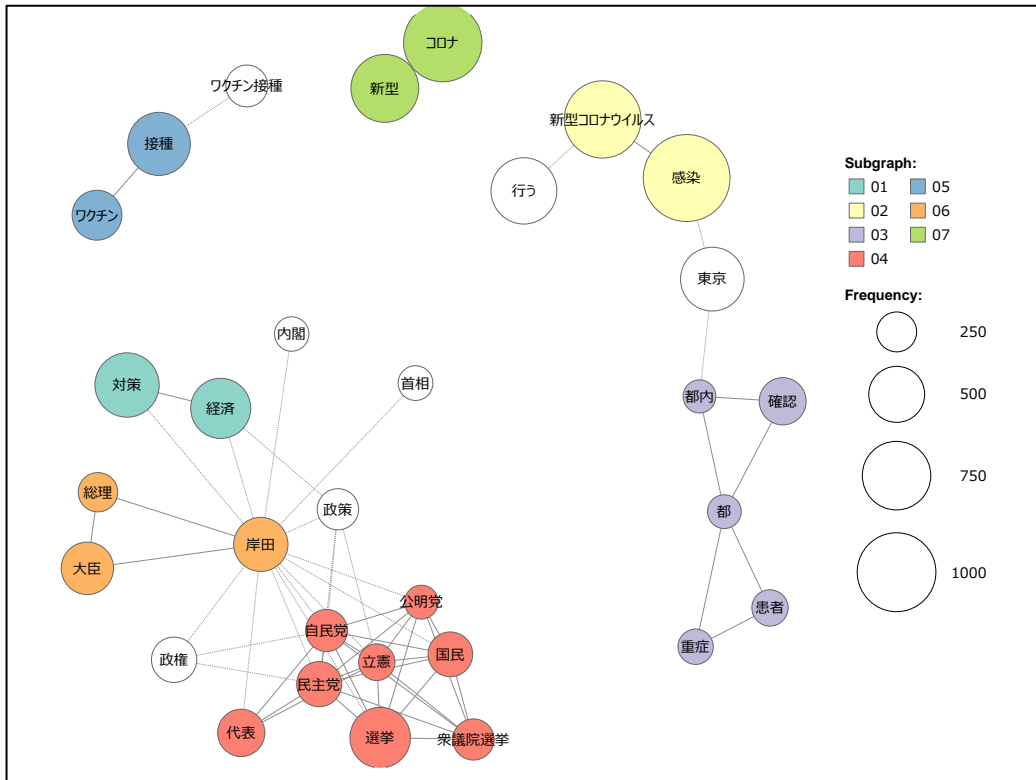 コロナ
新型
ワクチン接種
接種
ワクチン
新型コロナウイルス
感染
行う
東京
内閣
首相
対策
経済
都内
確認
総理
政策
都
岸田
大臣
公明党
患者
自民党
重症
政権
立憲
国民
民主党
代表
選挙
衆議院選挙
Subgraph:
01
05
02
06
03
07
04
Frequency:
250
500
750
1000